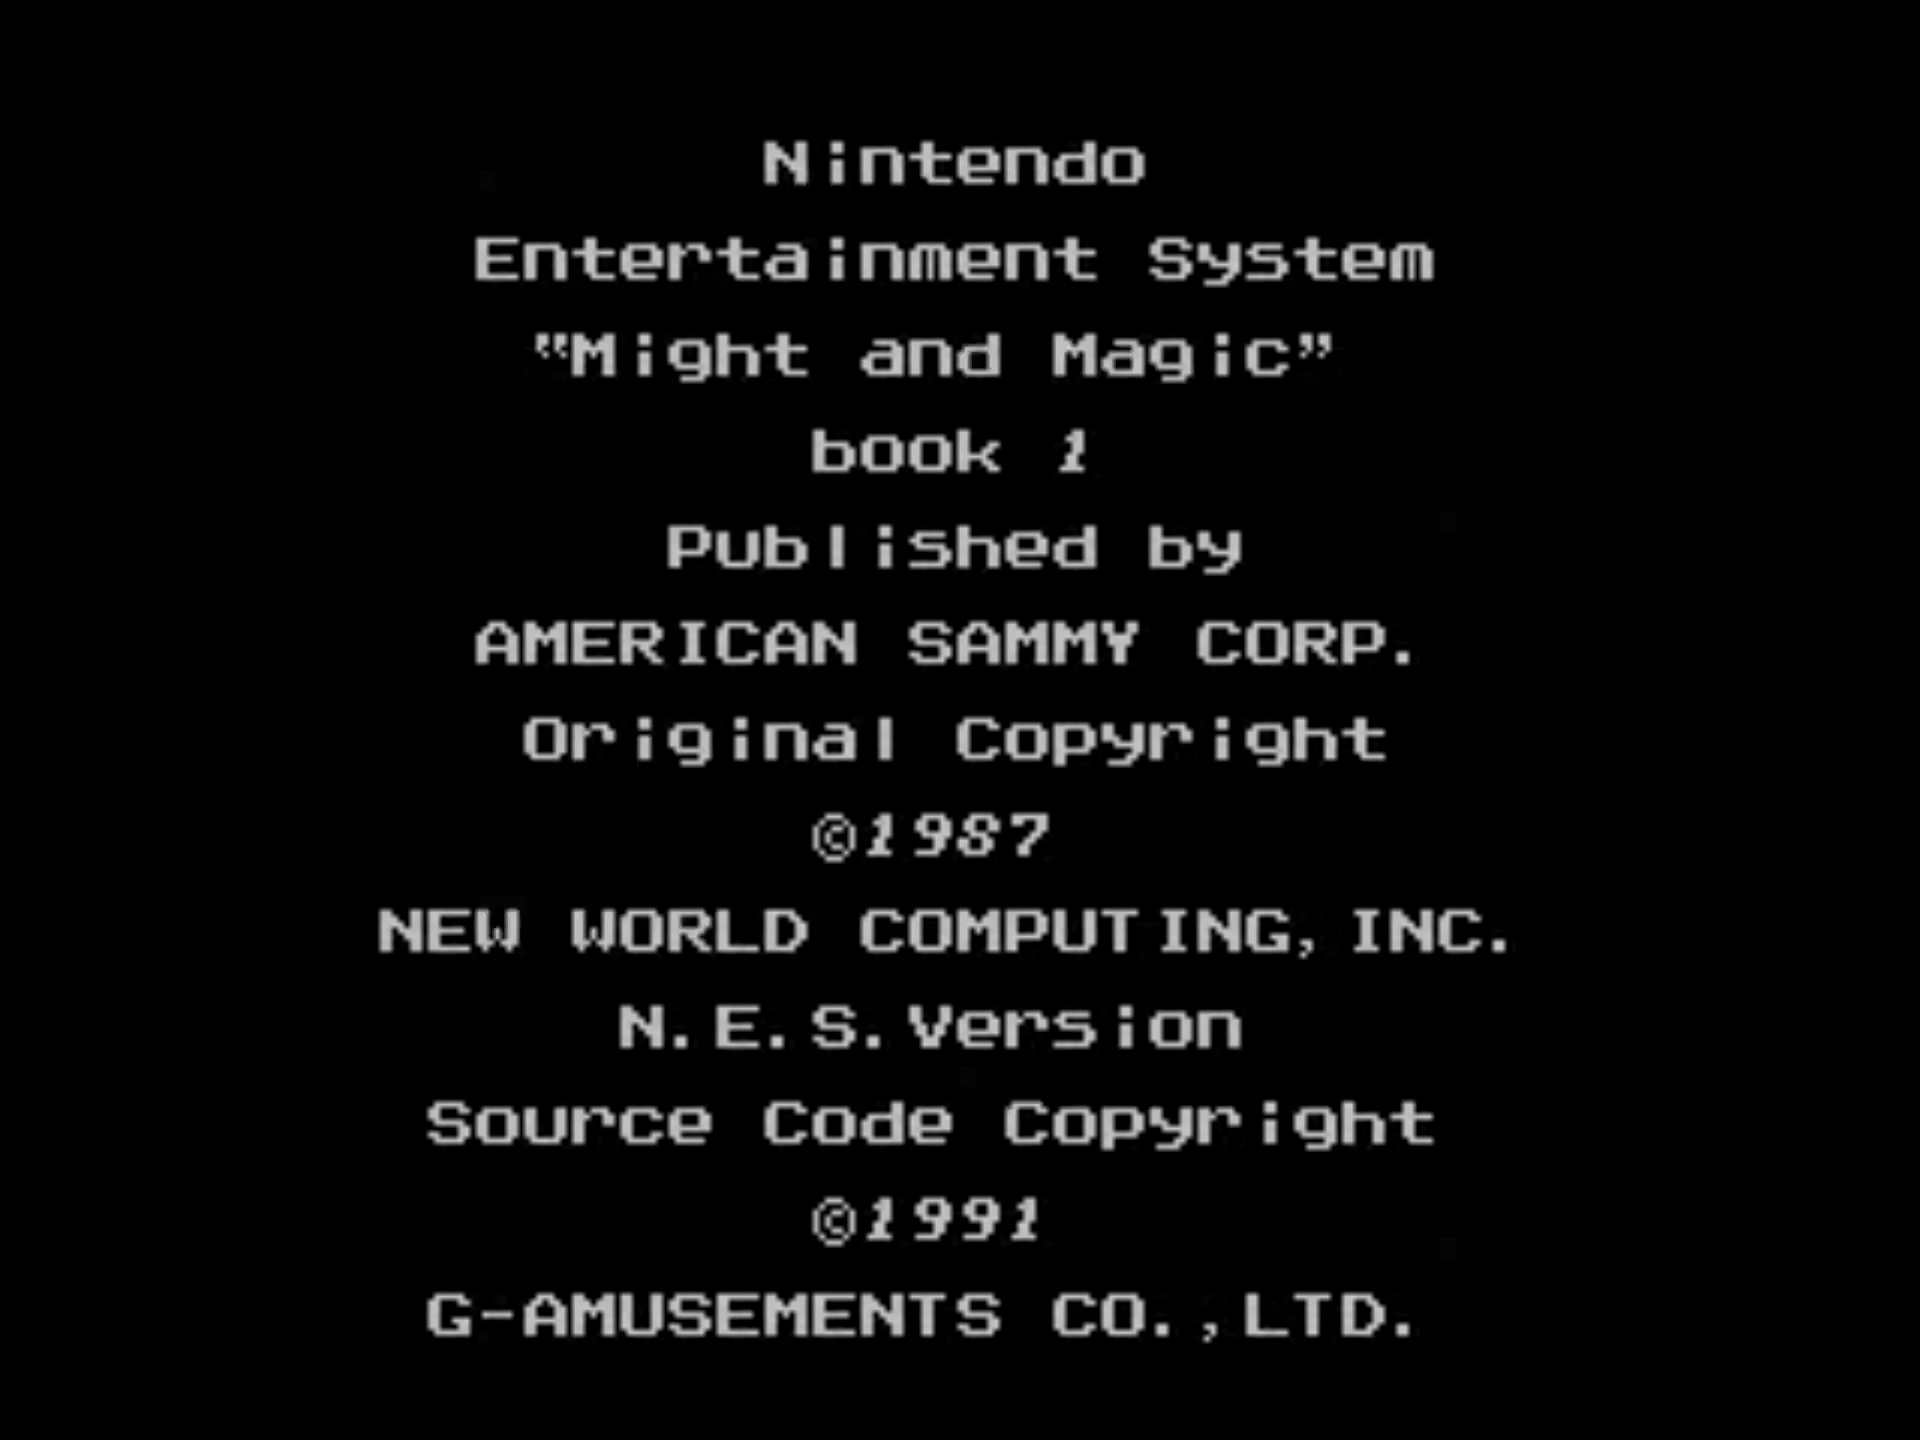 Nintendo
Entertainment System
"Might and Magic"
book 1
Published by
AMERICAN SAMMY CORP.
Original Copyright
©1987
NEW WORLD COMPUTING, INC.
N.E.S.Version
Source Code Copyright
©1991
G-AMUSEMENTS CO.,LTD.